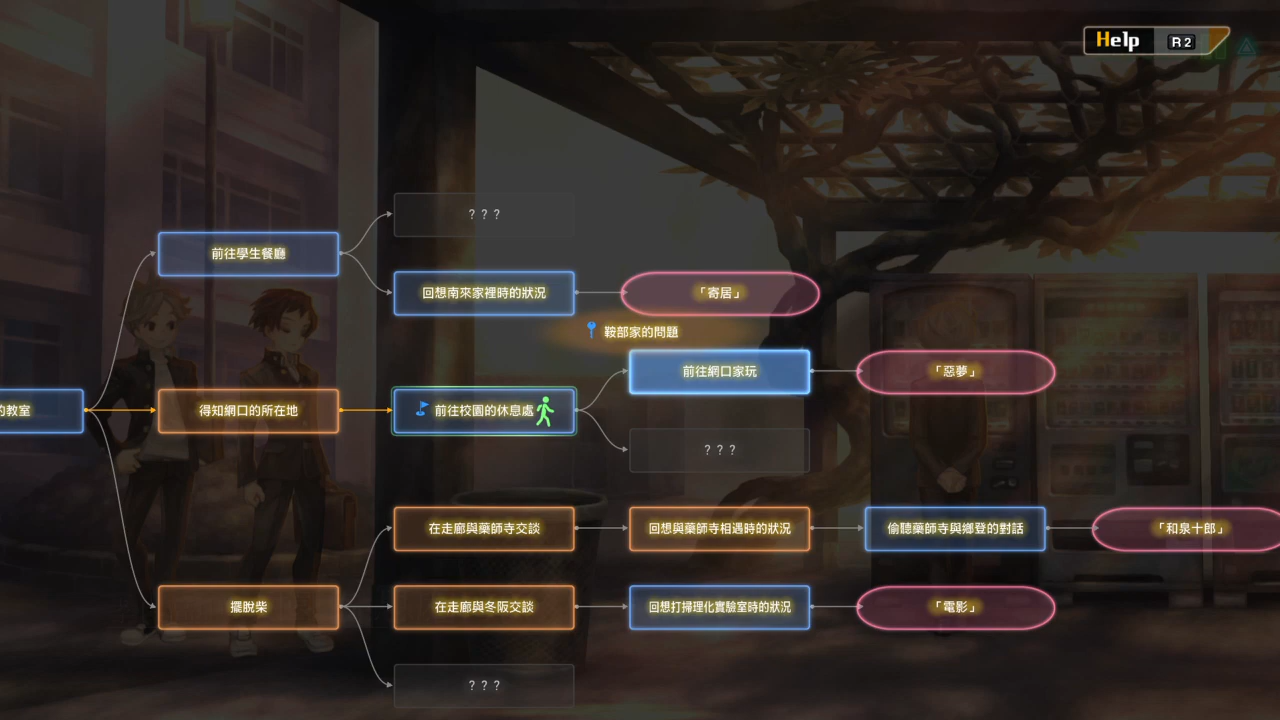 Help R2
? ? ?
前往學生餐廳
回想南來家裡時的狀況
「寄居」
鞍部家的問題
前往網口家玩
「惡夢」
的教室
得知網口的所在地
前往校園的休息處
? ? ?
在走廊與藥師寺交談
回想與藥師寺相遇時的狀況
偷聽藥師寺與鄉登的對話
「和泉十郎」
擺脫柴
在走廊與冬阪交談
回想打掃理化實驗室時的狀況
「電影」
? ? ?